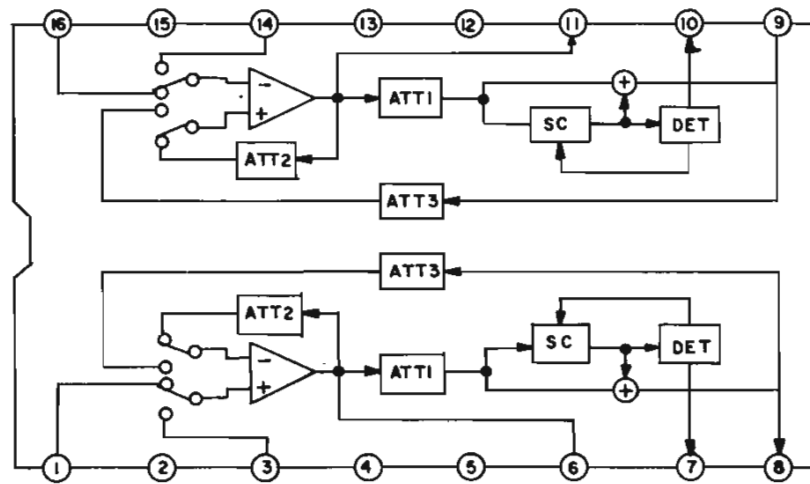 16 15 14 13 12 11 10 9
− + ATT1 + SC DET
ATT2
ATT3
ATT3
ATT2 SC DET
− + ATT1 +
1 2 3 4 5 6 7 8